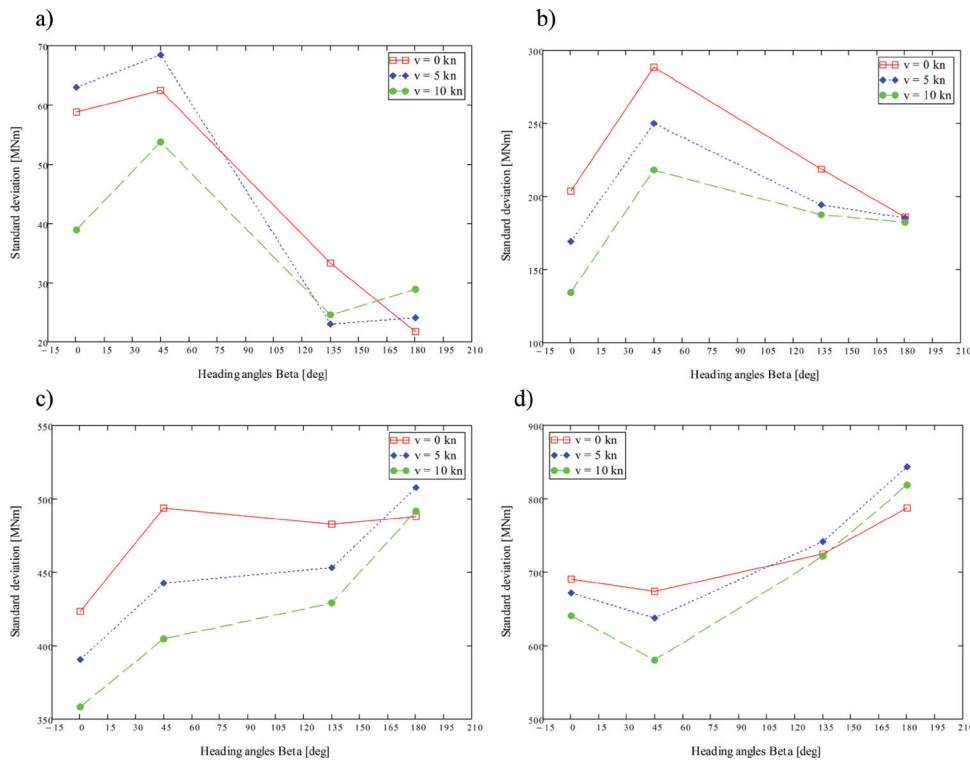 a)
70
60
50
40
30
20
Standard deviation [MNm]
v = 0 kn
v = 5 kn
v = 10 kn
−15 0 15 30 45 60 75 90 105 120 135 150 165 180 195 210
Heading angles Beta [deg]
b)
300
250
200
150
100
Standard deviation [MNm]
v = 0 kn
v = 5 kn
v = 10 kn
−15 0 15 30 45 60 75 90 105 120 135 150 165 180 195 210
Heading angles Beta [deg]
c)
550
500
450
400
350
Standard deviation [MNm]
v = 0 kn
v = 5 kn
v = 10 kn
−15 0 15 30 45 60 75 90 105 120 135 150 165 180 195 210
Heading angles Beta [deg]
d)
900
800
700
600
500
Standard deviation [MNm]
v = 0 kn
v = 5 kn
v = 10 kn
−15 0 15 30 45 60 75 90 105 120 135 150 165 180 195 210
Heading angles Beta [deg]